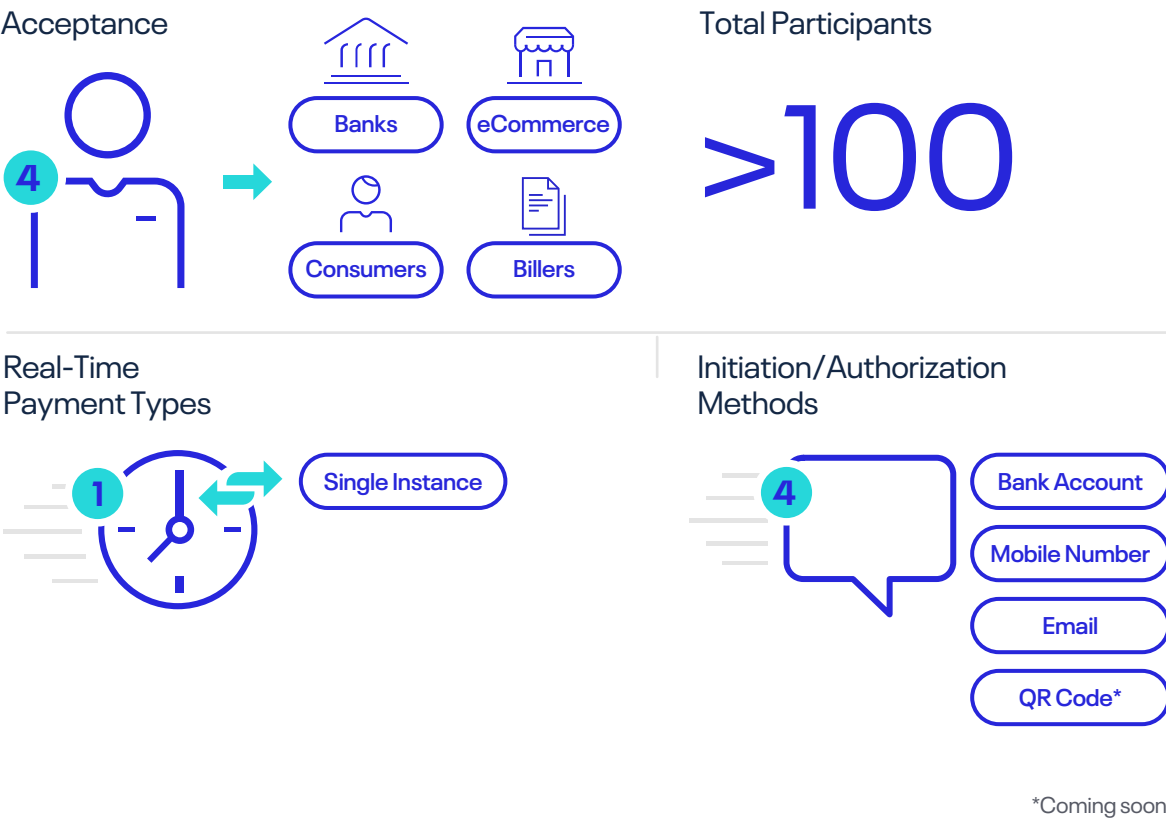 Acceptance
4
Banks
eCommerce
Consumers
Billers
Total Participants
>100
Real-Time
Payment Types
1
Single Instance
Initiation/Authorization
Methods
4
Bank Account
Mobile Number
Email
QR Code*
*Coming soon